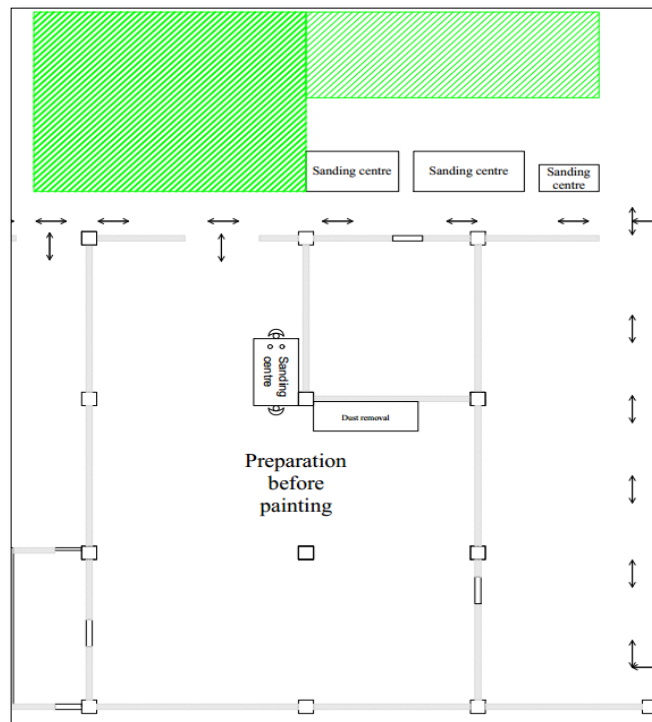 Sanding centre
Sanding centre
Sanding
centre
Sanding
centre
Dust removal
Preparation
before
painting